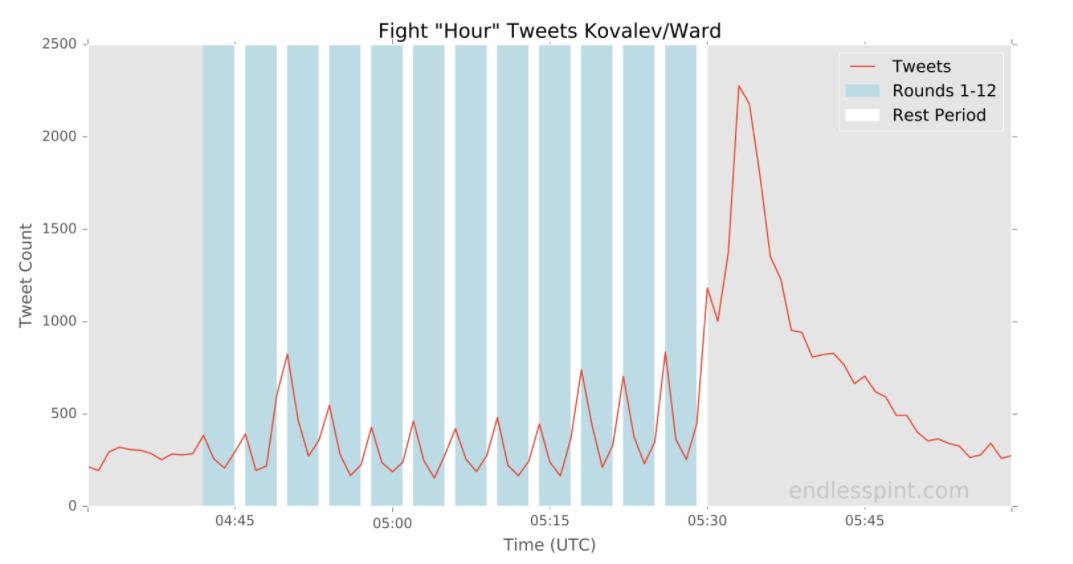 Fight "Hour" Tweets Kovalev/Ward
2500
2000
1500
1000
500
0
Tweet Count
Tweets
Rounds 1-12
Rest Period
endlesspint.com
04:45 05:00 05:15 05:30 05:45
Time (UTC)